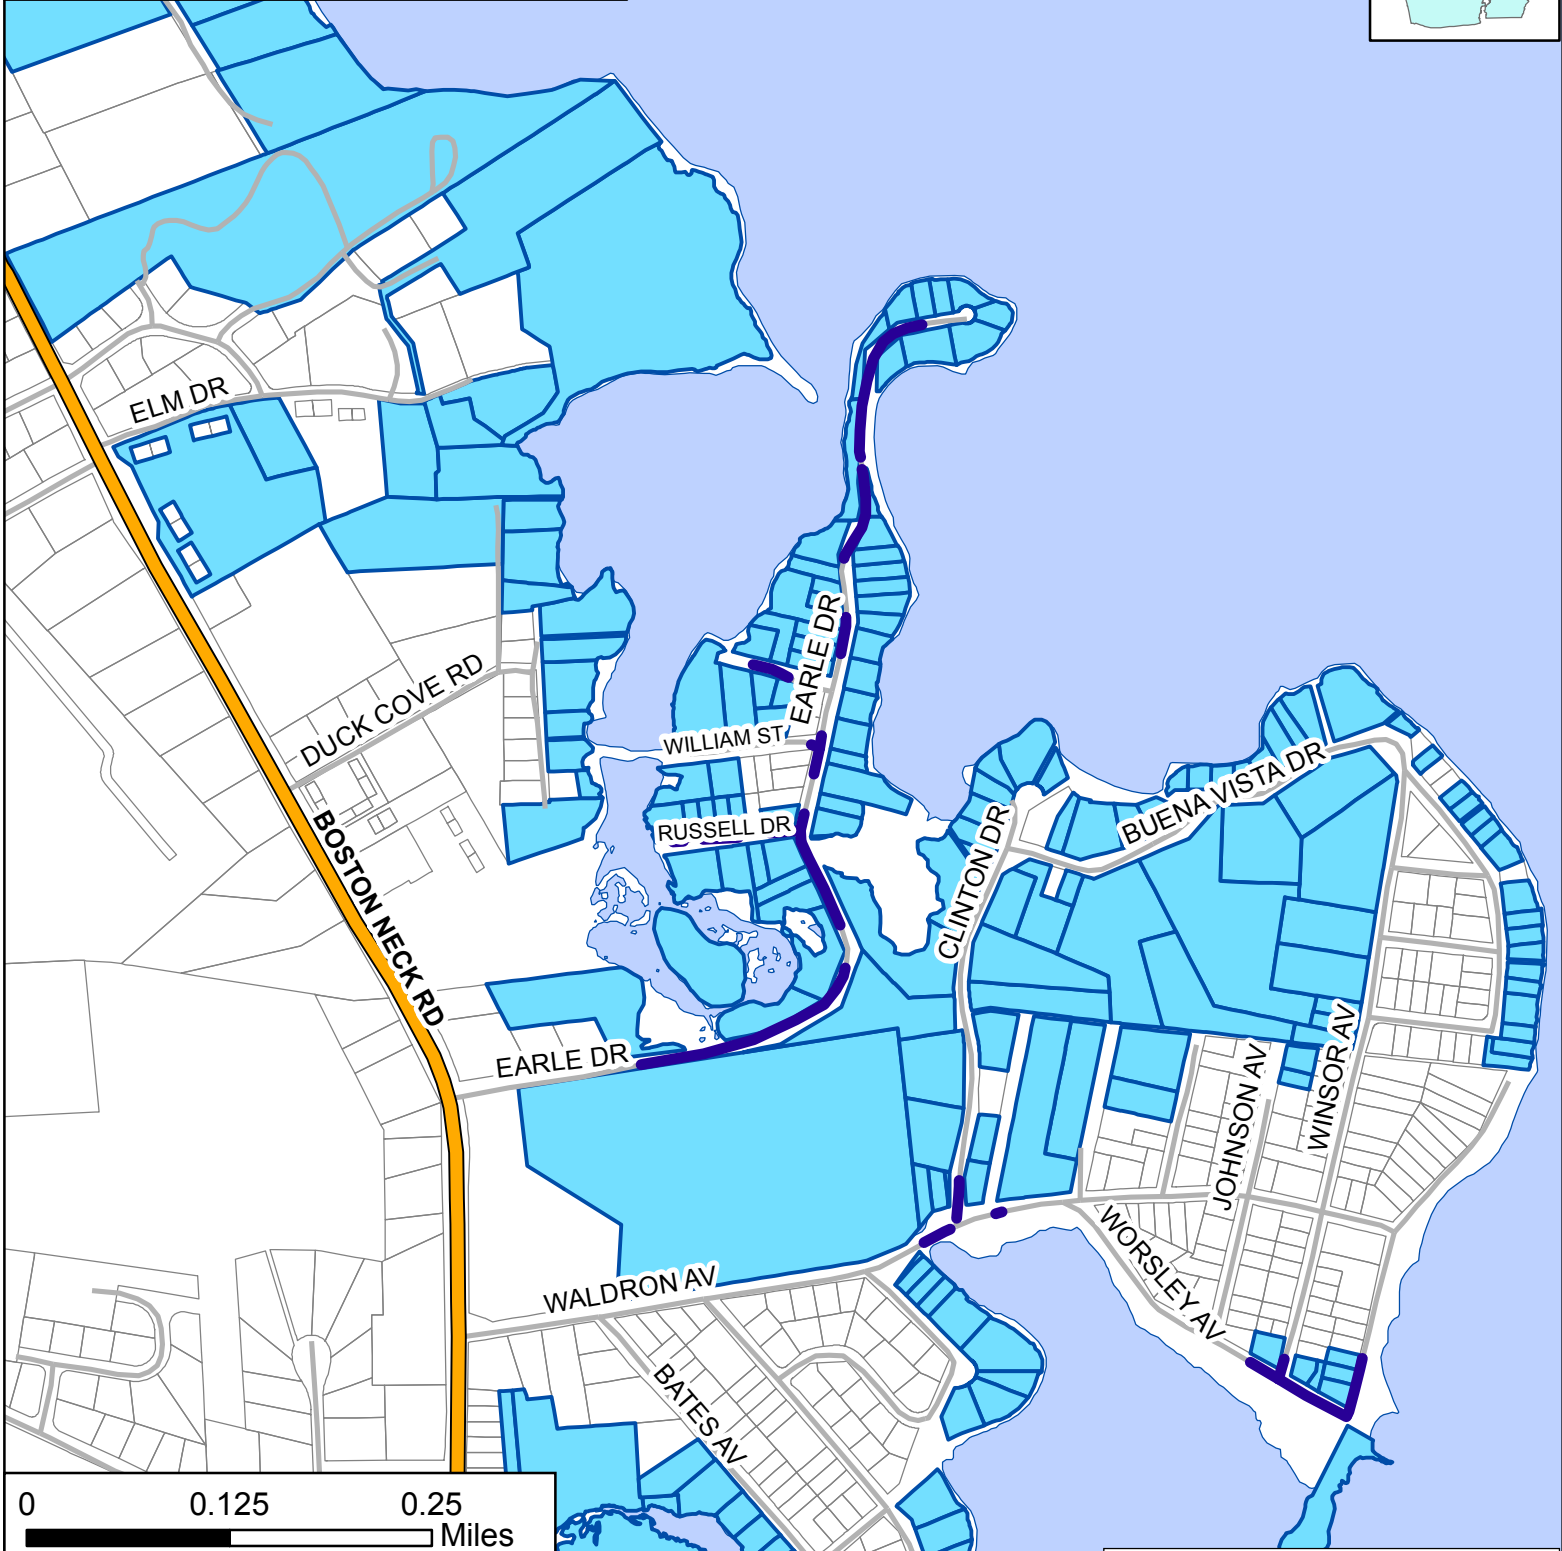 ELM DR
EARLE DR
DUCK COVE RD
WILLIAM ST
BUENA VISTA DR
RUSSELL DR
CLINTON DR
BOSTON NECK RD
EARLE DR
WINSOR AV
JOHNSON AV
WORSLEY AV
WALDRON AV
BATES AV
0 0.125 0.25
Miles